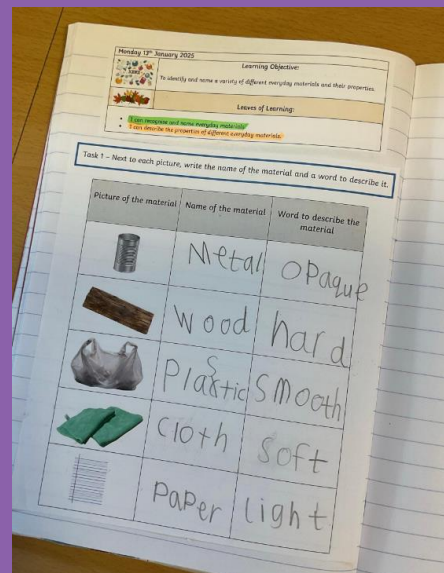 Monday 13th January 2025
Learning Objective:
To identify and name a variety of different everyday materials and their properties.
Leaves of Learning:
I can recognise and name everyday materials
I can describe the properties of different everyday materials.
Task 1 – Next to each picture, write the name of the material and a word to describe it.
Picture of the material Name of the material Word to describe the material
Metal opaque
Wood hard
Plastic smooth
Cloth soft
Paper light